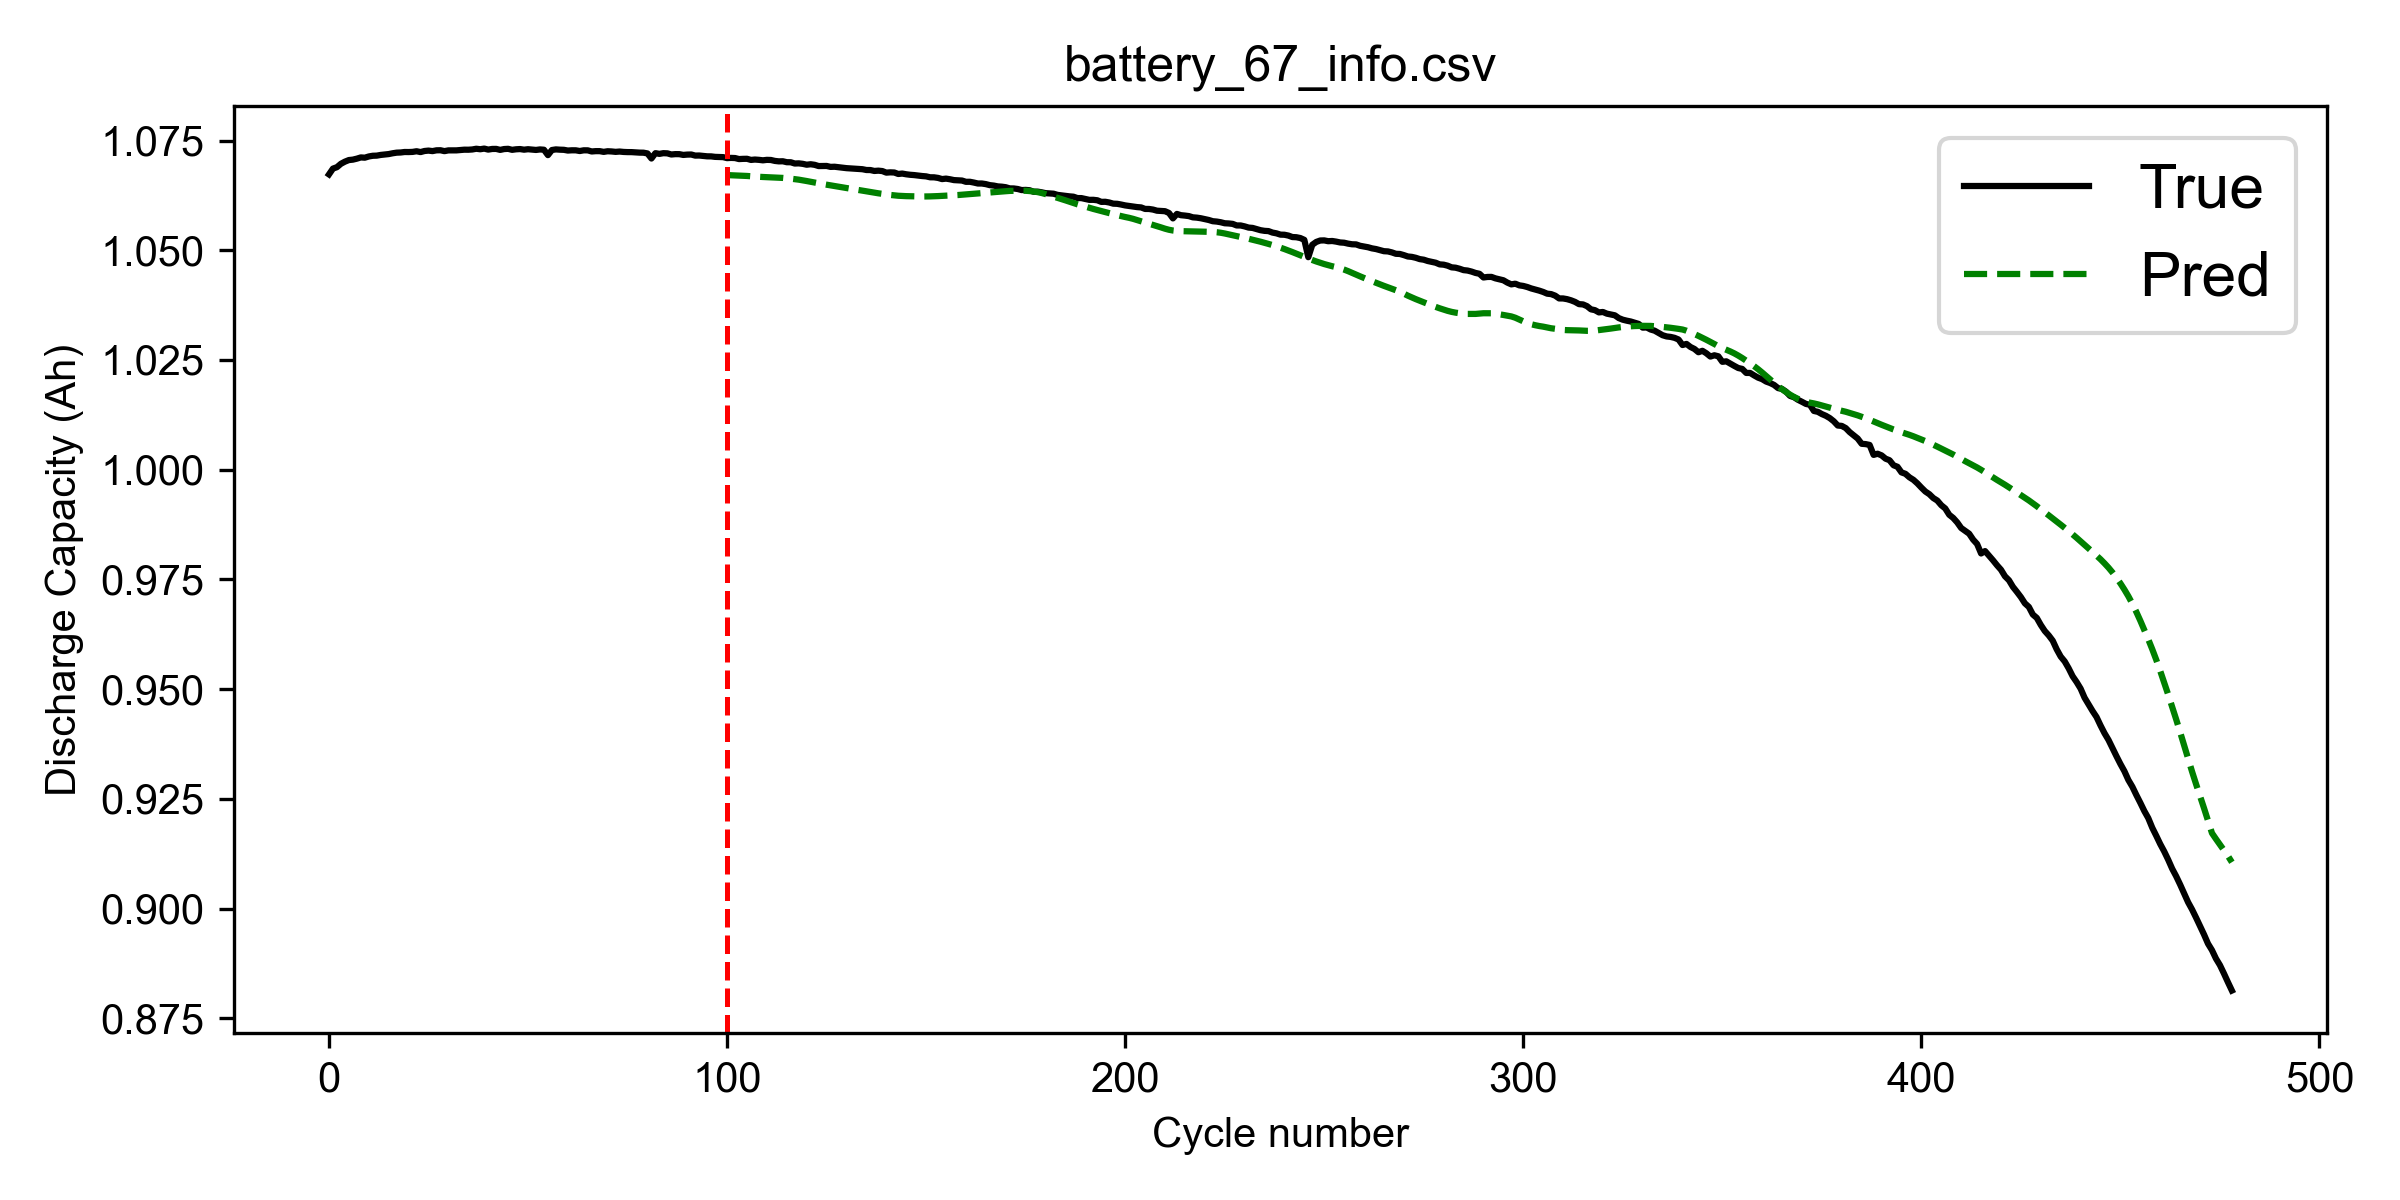 battery_67_info.csv
True
Pred
Discharge Capacity (Ah)
1.075
1.050
1.025
1.000
0.975
0.950
0.925
0.900
0.875
0 100 200 300 400 500
Cycle number